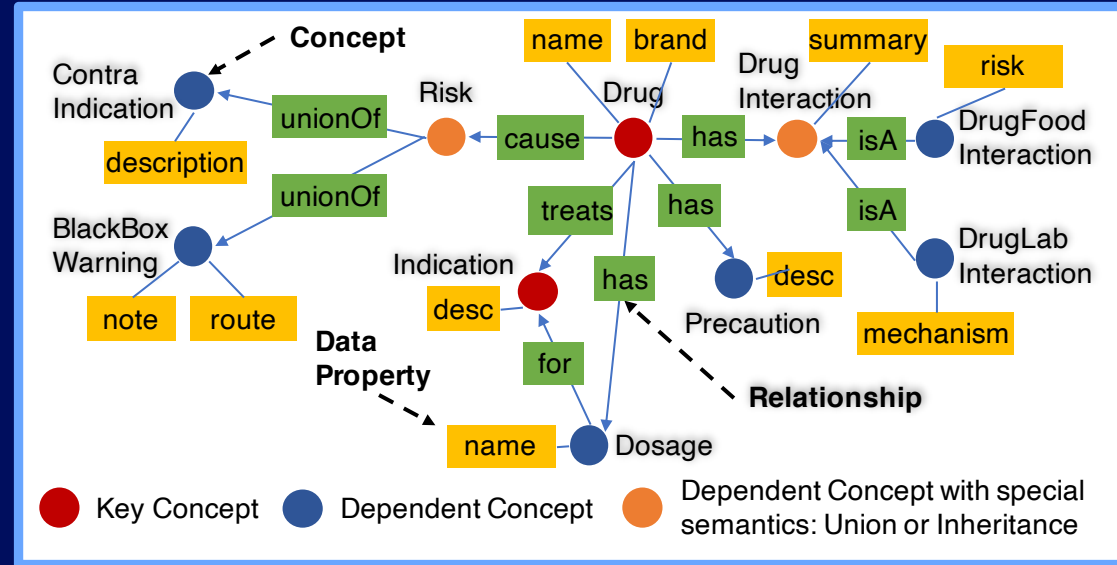 Concept
name
brand
summary
risk
Contra
Indication
Risk
Drug
Drug
Interaction
unionOf
cause
has
isA
DrugFood
Interaction
description
unionOf
treats
has
isA
BlackBox
Warning
Indication
DrugLab
Interaction
has
desc
desc
note
route
Precaution
mechanism
Data
Property
for
Relationship
name
Dosage
Key Concept
Dependent Concept
Dependent Concept with special
semantics: Union or Inheritance